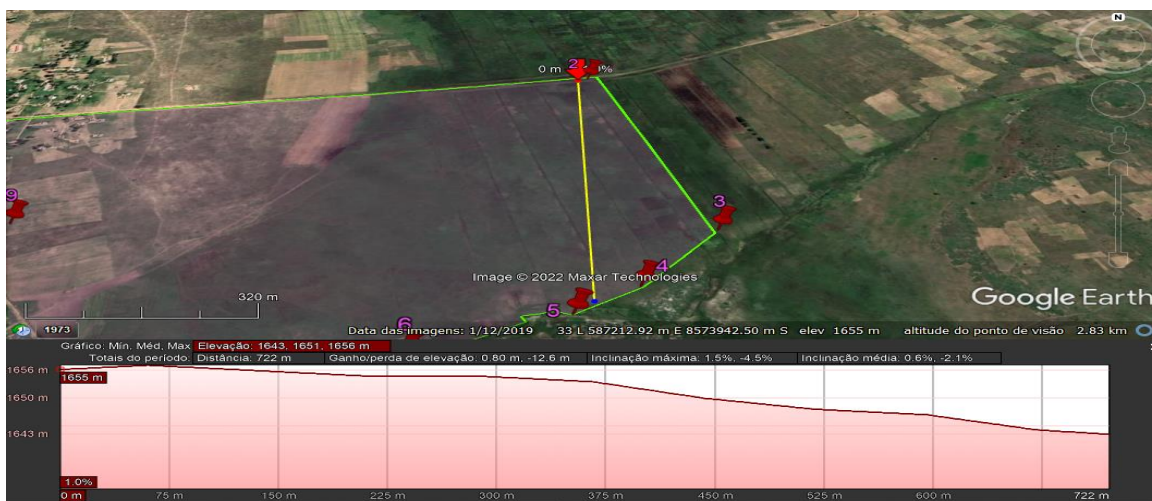 N
2
0 m
0%
3
9
4
Image © 2022 Maxar Technologies
320 m
5
Google Earth
6
1973
Data das imagens: 1/12/2019 33 L 587212.92 m E 8573942.50 m S elev 1655 m altitude do ponto de visão 2.83 km
Gráfico: Mín. Méd, Máx Elevação: 1643, 1651, 1656 m
Totais do período: Distância: 722 m Ganho/perda de elevação: 0.80 m, -12.6 m Inclinação máxima: 1.5%, -4.5% Inclinação média: 0.6%, -2.1%
1656 m
1655 m
1650 m
1643 m
1.0%
0 m 75 m 150 m 225 m 300 m 375 m 450 m 525 m 600 m 722 m